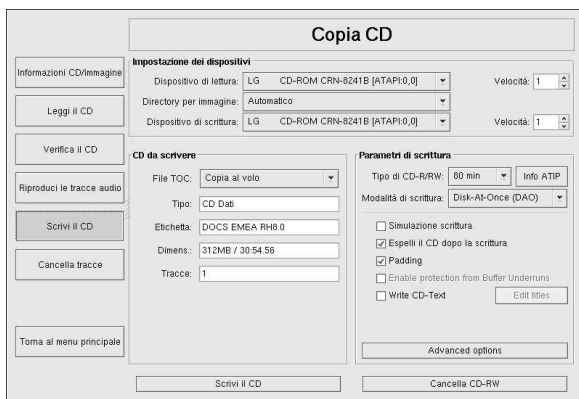 Copia CD
Informazioni CD/immagine
Leggi il CD
Verifica il CD
Riproduci le tracce audio
Scrivi il CD
Cancella tracce
Torna al menu principale
Impostazione dei dispositivi
Dispositivo di lettura: LG CD-ROM CRN-8241B [ATAPI:0,0] Velocità: 1
Directory per immagine: Automatico
Dispositivo di scrittura: LG CD-ROM CRN-8241B [ATAPI:0,0] Velocità: 1
CD da scrivere
File TOC: Copia al volo
Tipo: CD Dati
Etichetta: DOCS EMEA RH8.0
Dimens.: 312MB / 30:54.56
Tracce: 1
Parametri di scrittura
Tipo di CD-R/RW: 80 min Info ATIP
Modalità di scrittura: Disk-At-Once (DAO)
Simulazione scrittura
Espelli il CD dopo la scrittura
Padding
Enable protection from Buffer Underruns
Write CD-Text Edit titles
Advanced options
Scrivi il CD
Cancella CD-RW